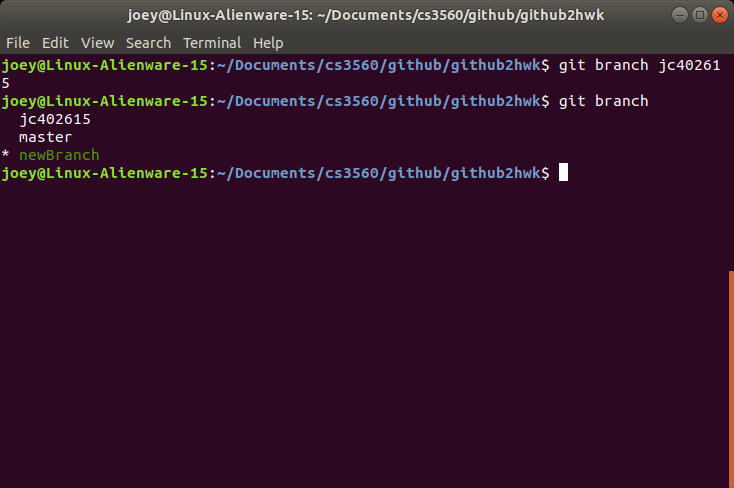 joey@Linux-Alienware-15: ~/Documents/cs3560/github/github2hwk
File Edit View Search Terminal Help
joey@Linux-Alienware-15:~/Documents/cs3560/github/github2hwk$ git branch jc40261
5
joey@Linux-Alienware-15:~/Documents/cs3560/github/github2hwk$ git branch
  jc402615
  master
* newBranch
joey@Linux-Alienware-15:~/Documents/cs3560/github/github2hwk$